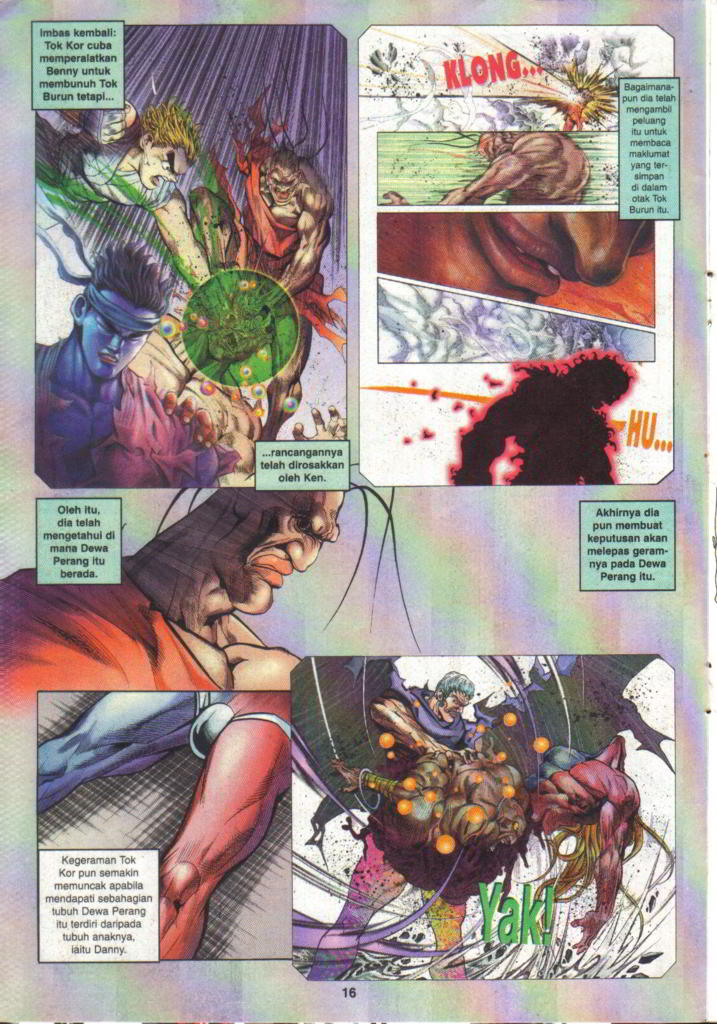 Imbas kembali:
Tok Kor cuba
memperalatkan
Benny untuk
membunuh Tok
Burun tetapi...
...rancangannya
telah dirosakkan
oleh Ken.
KLONG...
Bagaimana-
pun dia telah
mengambil
peluang
itu untuk
membaca
maklumat
yang ter-
simpan
di dalam
otak Tok
Burun itu.
HU...
Oleh itu,
dia telah
mengetahui di
mana Dewa
Perang itu
berada.
Akhirnya dia
pun membuat
keputusan akan
melepas geram-
nya pada Dewa
Perang itu.
Kegeraman Tok
Kor pun semakin
memuncak apabila
mendapati sebahagian
tubuh Dewa Perang
itu terdiri daripada
tubuh anaknya,
iaitu Danny.
Yak!
16